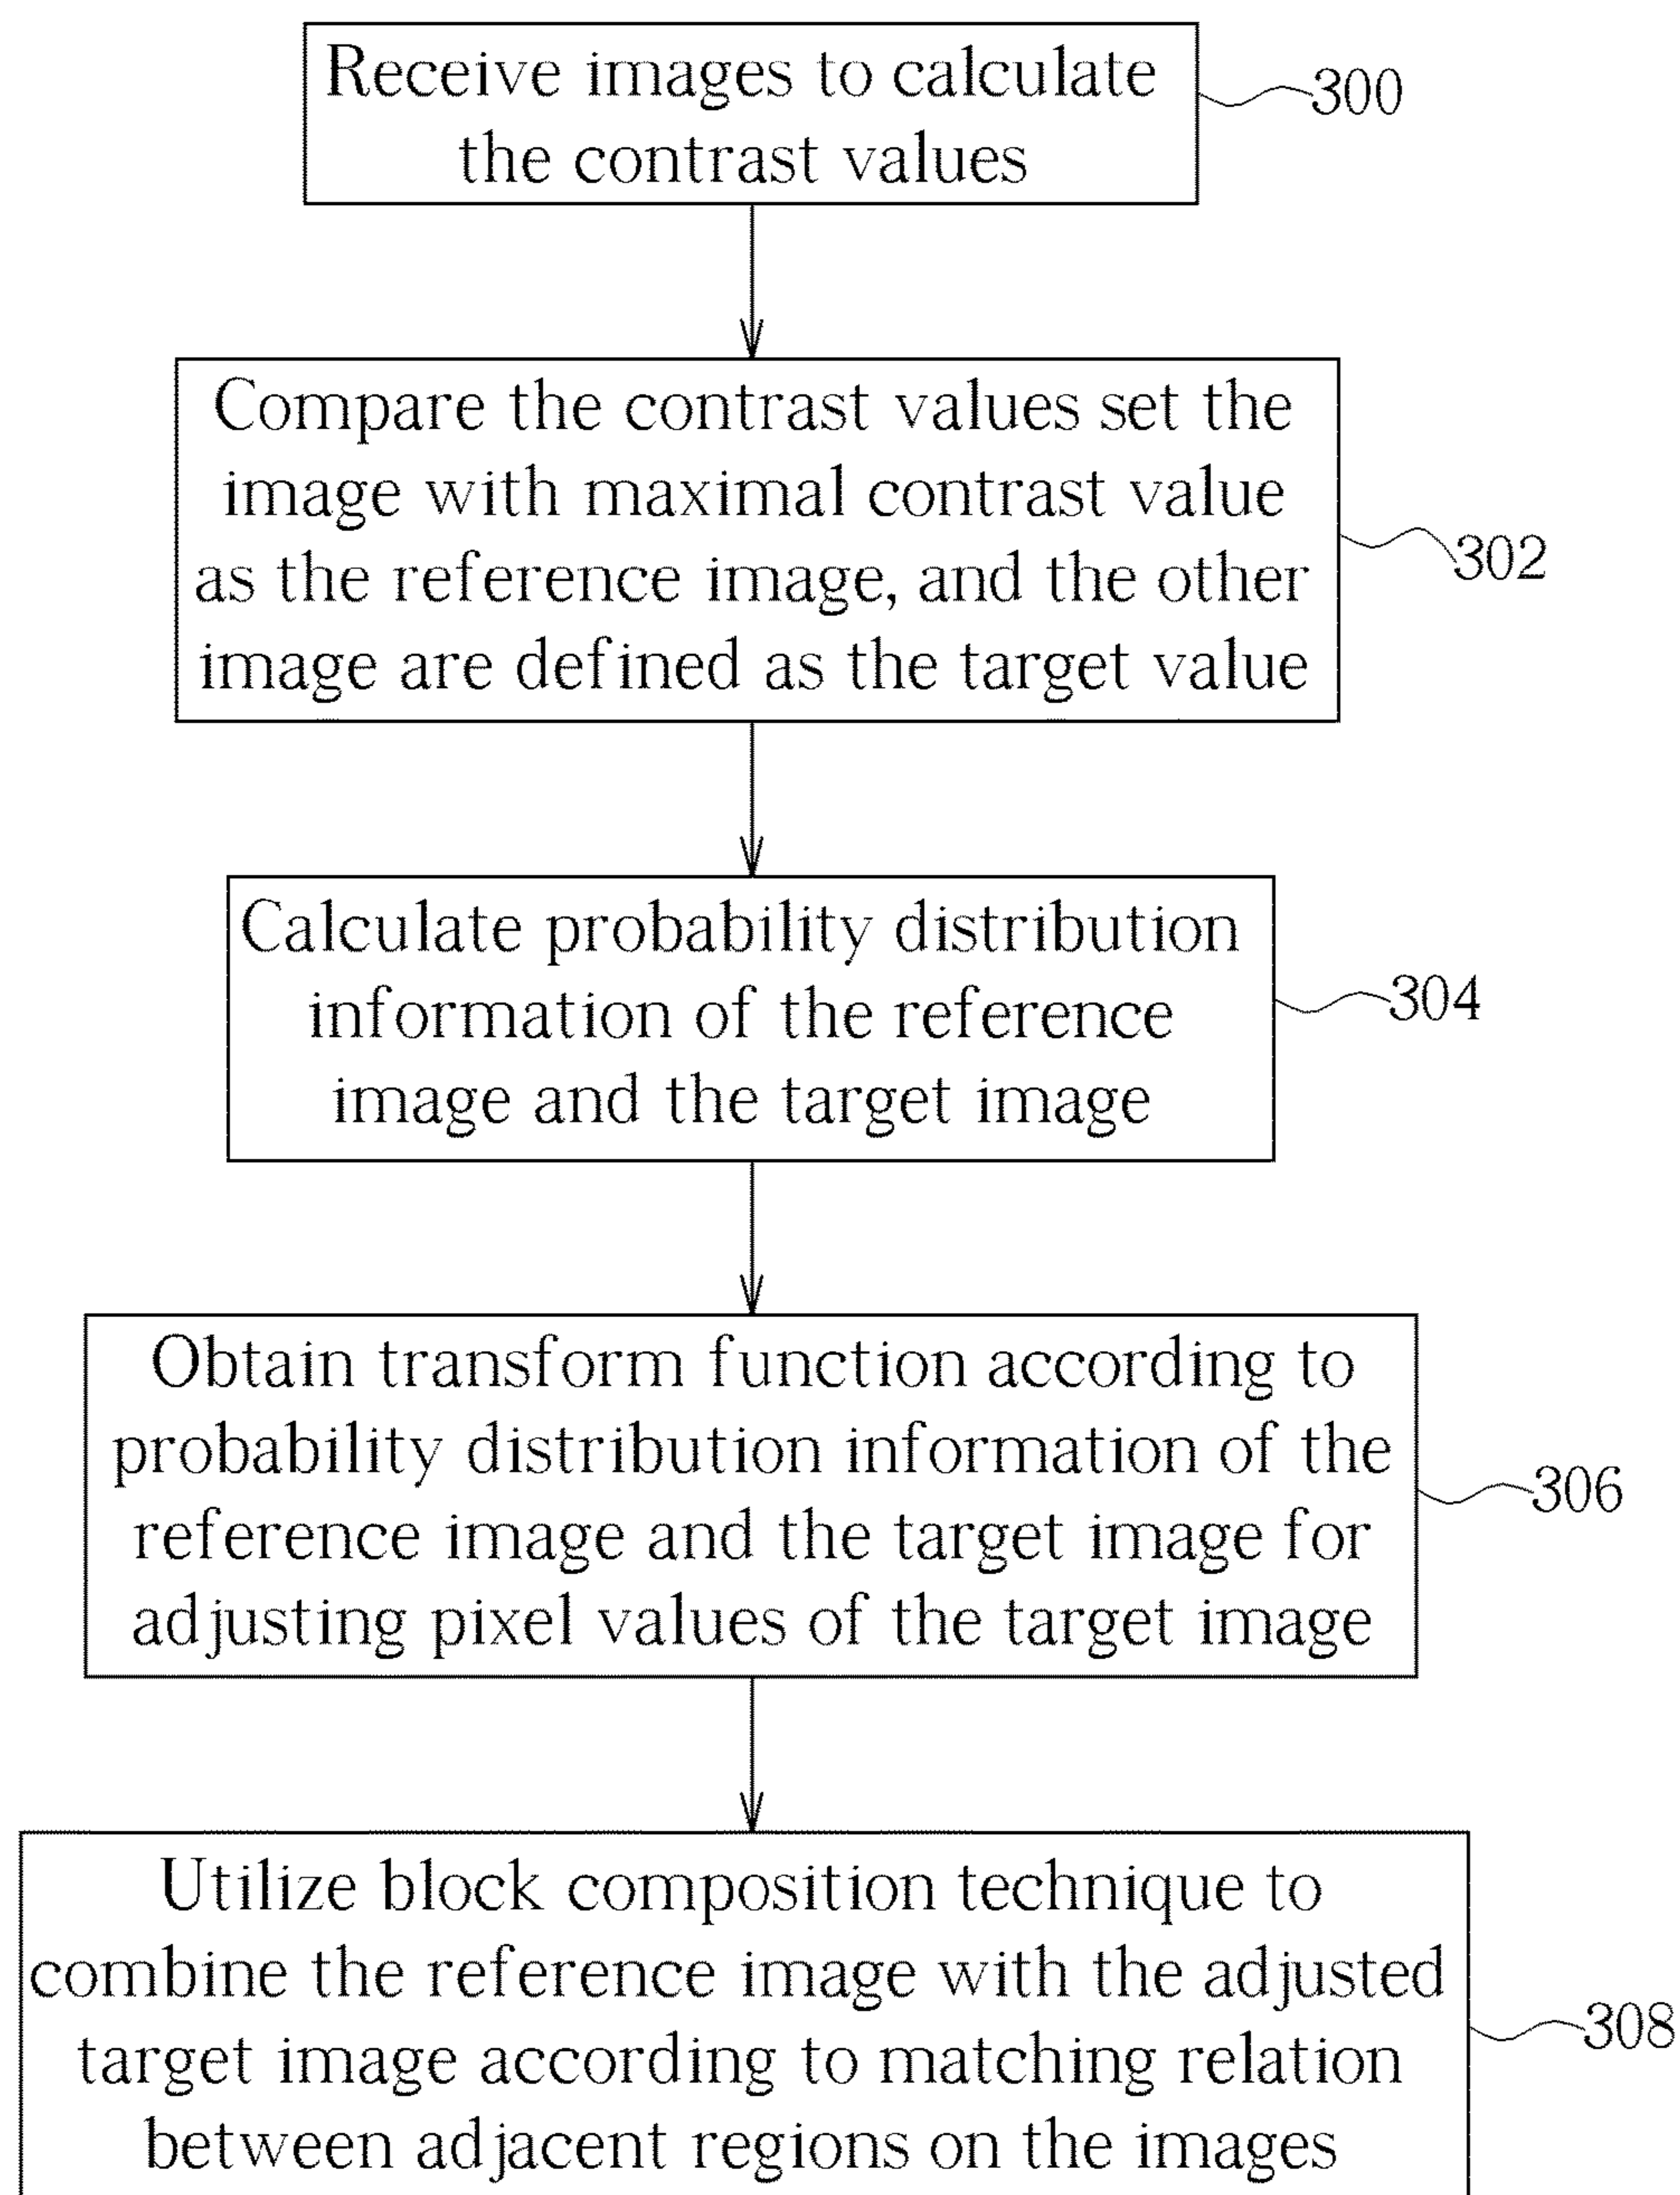 Receive images to calculate
the contrast values
300
Compare the contrast values set the
image with maximal contrast value
as the reference image, and the other
image are defined as the target value
302
Calculate probability distribution
information of the reference
image and the target image
304
Obtain transform function according to
probability distribution information of the
reference image and the target image for
adjusting pixel values of the target image
306
Utilize block composition technique to
combine the reference image with the adjusted
target image according to matching relation
between adjacent regions on the images
308